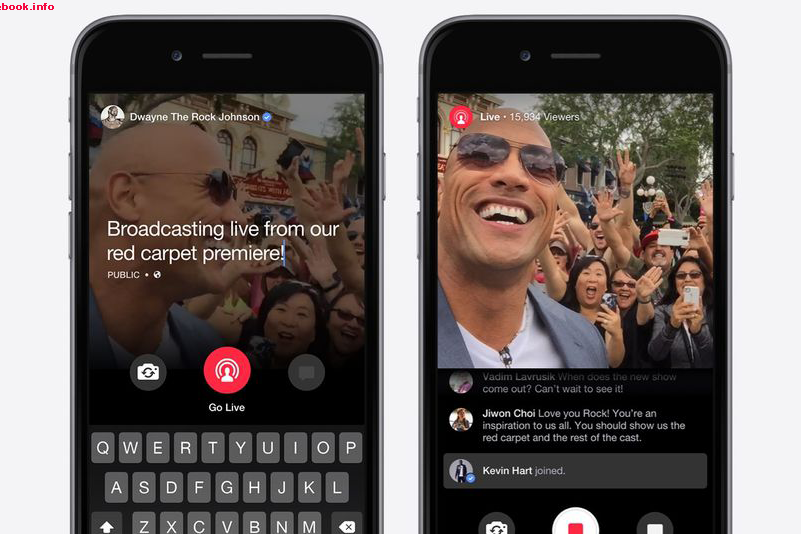 ebook.info
Dwayne The Rock Johnson
Broadcasting live from our
red carpet premiere!
PUBLIC •
Go Live
Q W E R T Y U I O P
A S D F G H J K L
Z X C V B N M
Live • 15,934 Viewers
Vadim Lavrusik When does the new show
come out? Can't wait to see it!
Jiwon Choi Love you Rock! You're an
inspiration to us all. You should show us the
red carpet and the rest of the cast.
Kevin Hart joined.